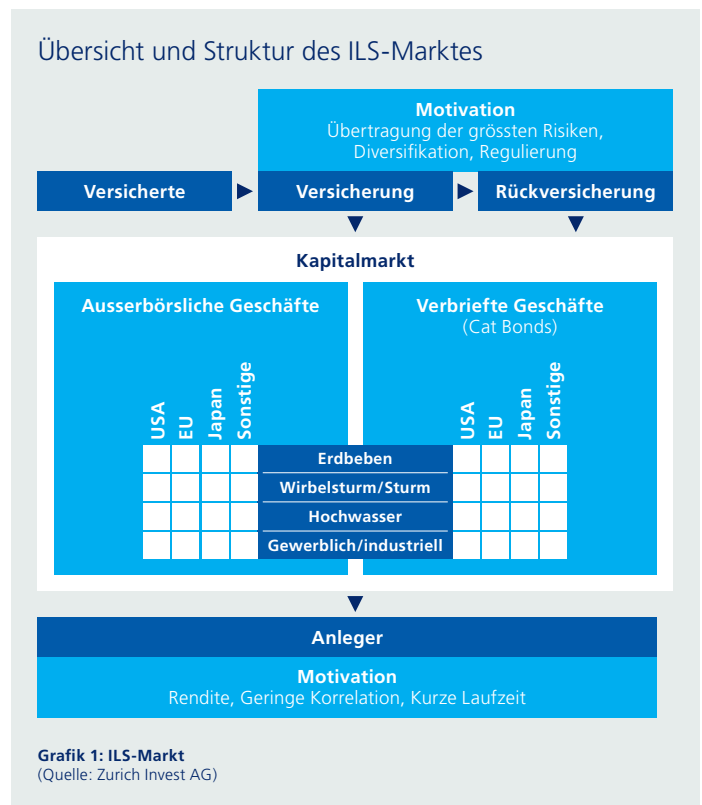 Übersicht und Struktur des ILS-Marktes
Motivation
Übertragung der grössten Risiken,
Diversifikation, Regulierung
Versicherte
Versicherung
Rückversicherung
Kapitalmarkt
Ausserbörsliche Geschäfte
USA
EU
Japan
Sonstige
Verbriefte Geschäfte
(Cat Bonds)
USA
EU
Japan
Sonstige
Erdbeben
Wirbelsturm/Sturm
Hochwasser
Gewerblich/industriell
Anleger
Motivation
Rendite, Geringe Korrelation, Kurze Laufzeit
Grafik 1: ILS-Markt
(Quelle: Zurich Invest AG)